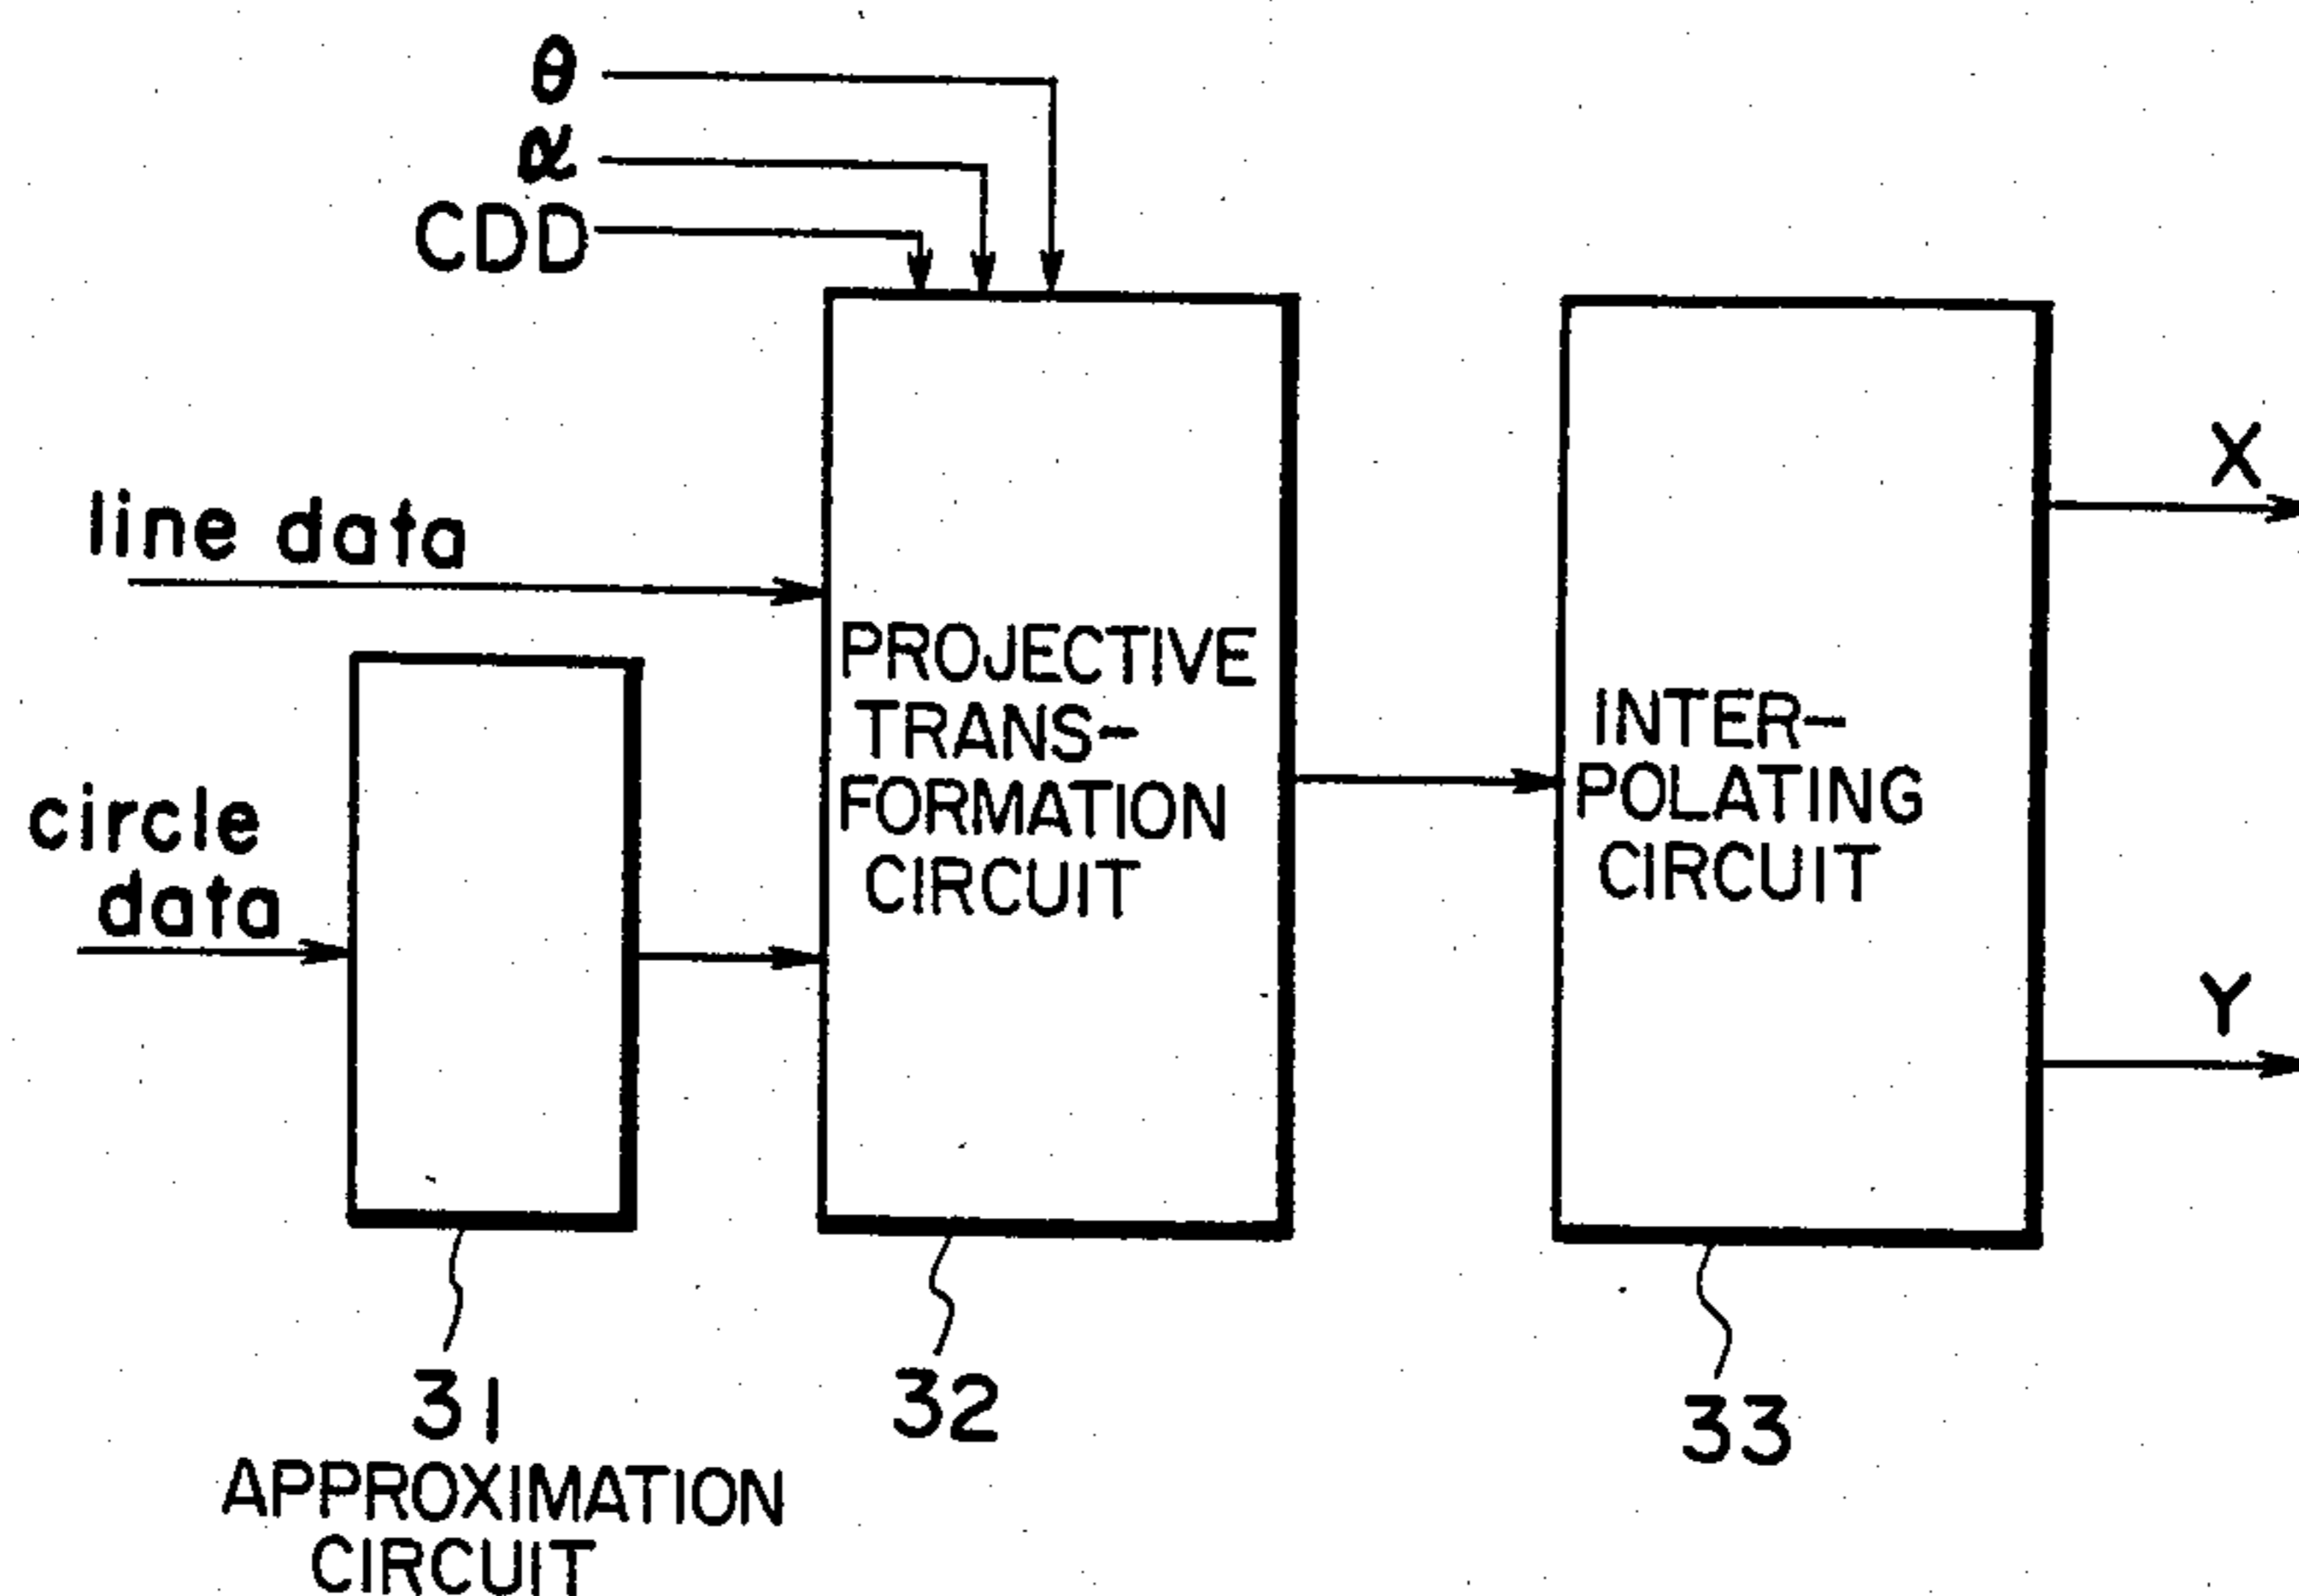 θ
α
CDD
line data
circle
data
PROJECTIVE
TRANS-
FORMATION
CIRCUIT
INTER-
POLATING
CIRCUIT
X
Y
31
APPROXIMATION
CIRCUIT
32
33